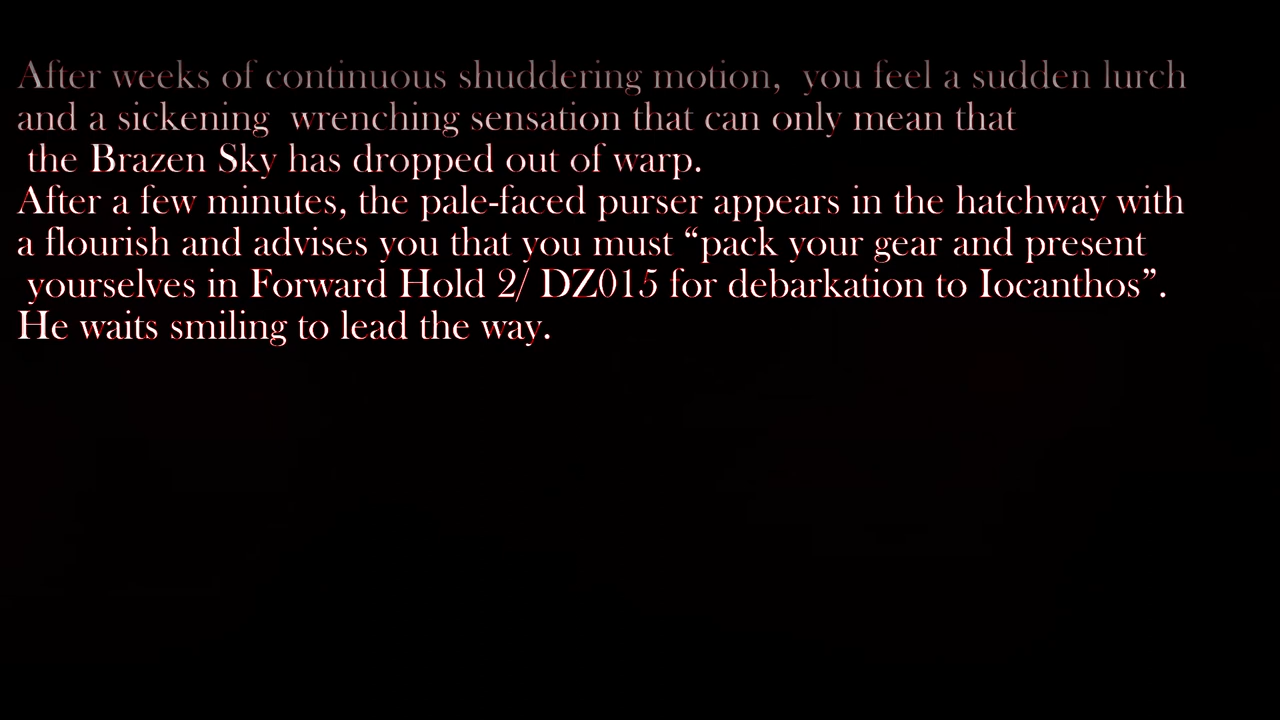 After weeks of continuous shuddering motion,  you feel a sudden lurch
and a sickening  wrenching sensation that can only mean that
the Brazen Sky has dropped out of warp.
After a few minutes, the pale-faced purser appears in the hatchway with
a flourish and advises you that you must “pack your gear and present
yourselves in Forward Hold 2/ DZ015 for debarkation to Iocanthos”.
He waits smiling to lead the way.